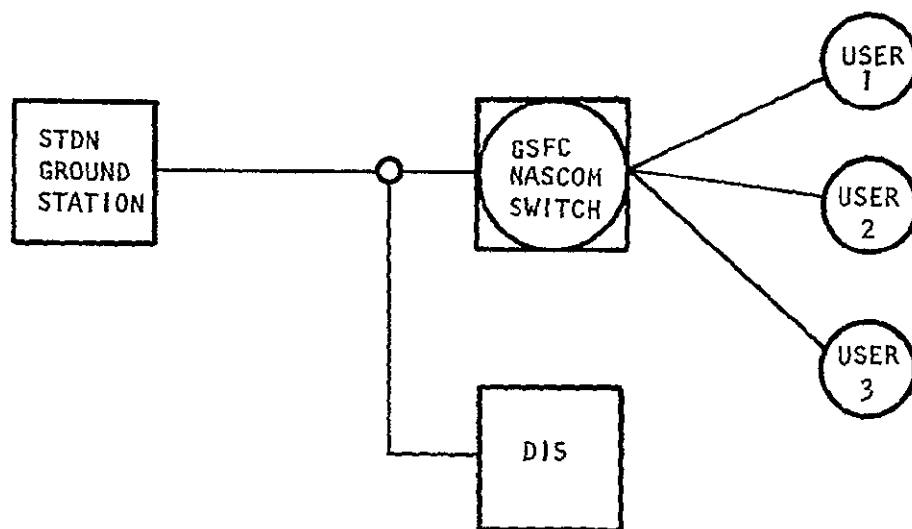 STDN
GROUND
STATION
GSFC
NASCOM
SWITCH
USER
1
USER
2
USER
3
DIS